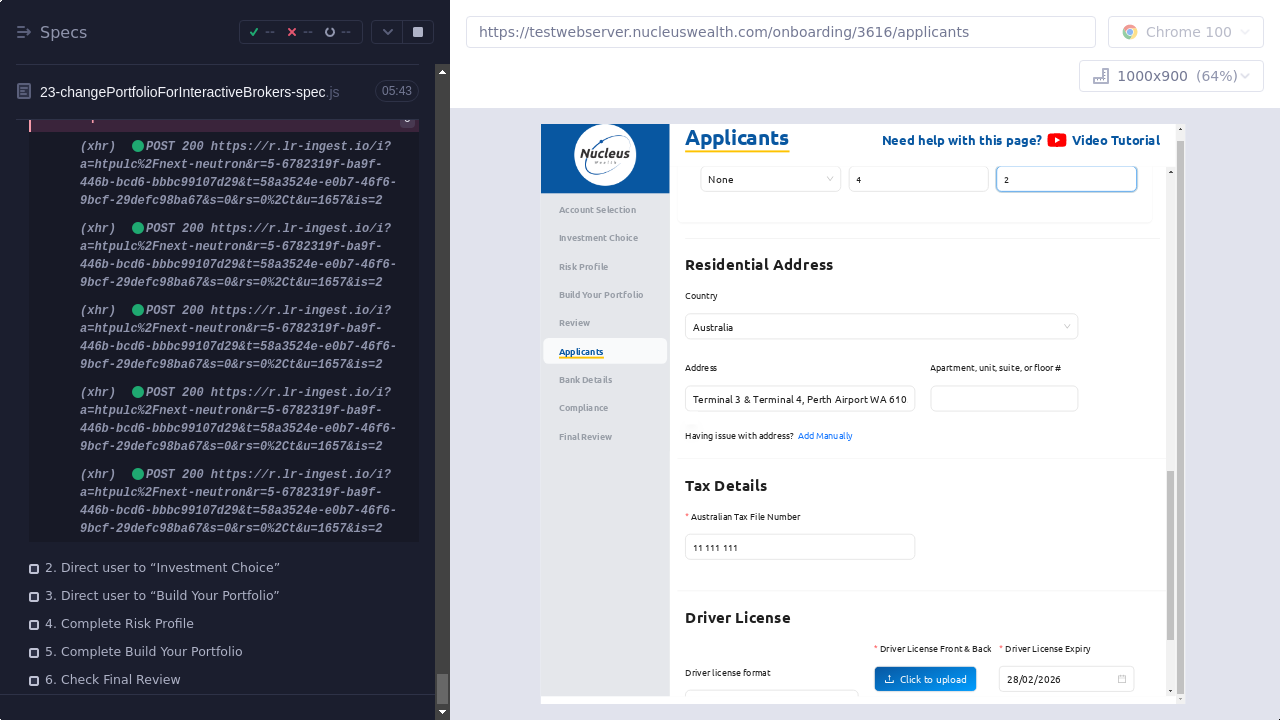 Specs
--
--
--
23-changePortfolioForInteractiveBrokers-spec.js
05:43
(xhr) POST 200 https://r.lr-ingest.io/i?
a=htpulc%2Fnext-neutron&r=5-6782319f-ba9f-
446b-bcd6-bbbc99107d29&t=58a3524e-e0b7-46f6-
9bcf-29defc98ba67&s=0&rs=0%2Ct&u=1657&is=2
(xhr) POST 200 https://r.lr-ingest.io/i?
a=htpulc%2Fnext-neutron&r=5-6782319f-ba9f-
446b-bcd6-bbbc99107d29&t=58a3524e-e0b7-46f6-
9bcf-29defc98ba67&s=0&rs=0%2Ct&u=1657&is=2
(xhr) POST 200 https://r.lr-ingest.io/i?
a=htpulc%2Fnext-neutron&r=5-6782319f-ba9f-
446b-bcd6-bbbc99107d29&t=58a3524e-e0b7-46f6-
9bcf-29defc98ba67&s=0&rs=0%2Ct&u=1657&is=2
(xhr) POST 200 https://r.lr-ingest.io/i?
a=htpulc%2Fnext-neutron&r=5-6782319f-ba9f-
446b-bcd6-bbbc99107d29&t=58a3524e-e0b7-46f6-
9bcf-29defc98ba67&s=0&rs=0%2Ct&u=1657&is=2
(xhr) POST 200 https://r.lr-ingest.io/i?
a=htpulc%2Fnext-neutron&r=5-6782319f-ba9f-
446b-bcd6-bbbc99107d29&t=58a3524e-e0b7-46f6-
9bcf-29defc98ba67&s=0&rs=0%2Ct&u=1657&is=2
2. Direct user to “Investment Choice”
3. Direct user to “Build Your Portfolio”
4. Complete Risk Profile
5. Complete Build Your Portfolio
6. Check Final Review
https://testwebserver.nucleuswealth.com/onboarding/3616/applicants
Chrome 100
1000x900 (64%)
Nucleus
Wealth
Account Selection
Investment Choice
Risk Profile
Build Your Portfolio
Review
Applicants
Bank Details
Compliance
Final Review
Applicants
Need help with this page? Video Tutorial
None
4
2
Residential Address
Country
Australia
Address
Apartment, unit, suite, or floor #
Terminal 3 & Terminal 4, Perth Airport WA 610
Having issue with address? Add Manually
Tax Details
* Australian Tax File Number
11 111 111
Driver License
* Driver License Front & Back
* Driver License Expiry
Driver license format
Click to upload
28/02/2026